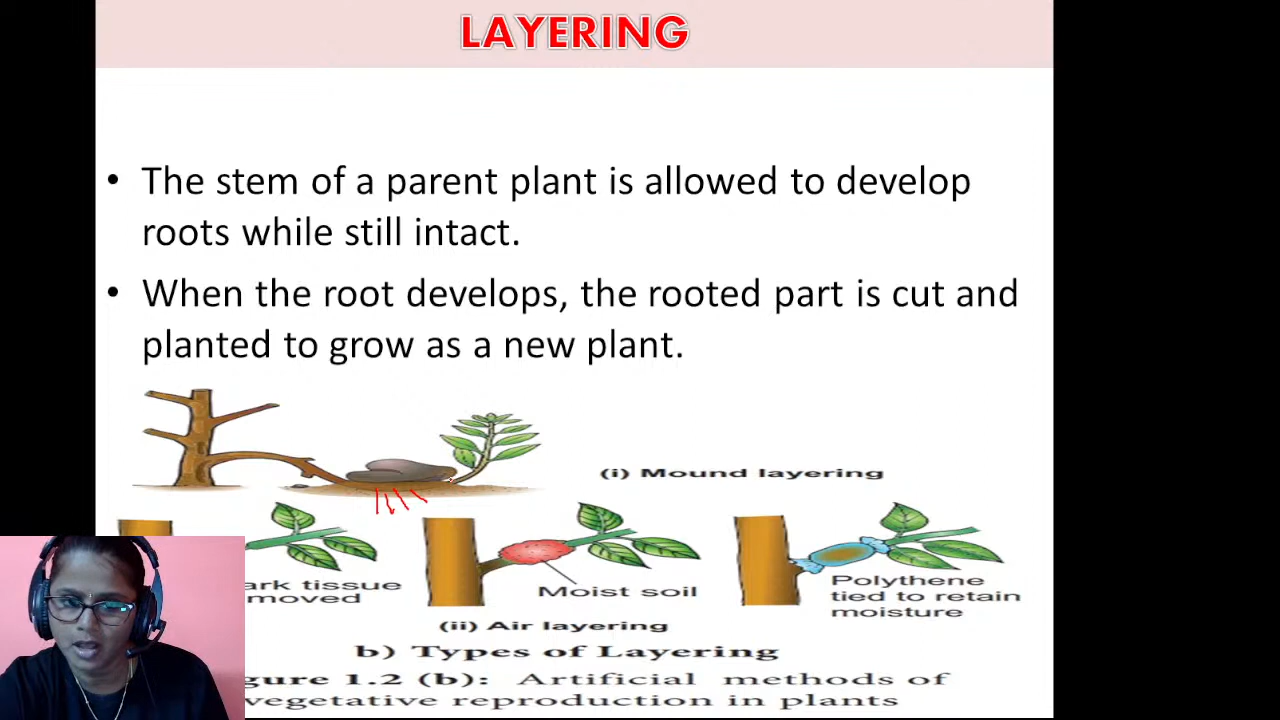 LAYERING
• The stem of a parent plant is allowed to develop
roots while still intact.
• When the root develops, the rooted part is cut and
planted to grow as a new plant.
(i) Mound layering
ark tissue
moved
Moist soil
Polythene
tied to retain
moisture
(ii) Air layering
b) Types of Layering
gure 1.2 (b): Artificial methods of
vegetative reproduction in plants